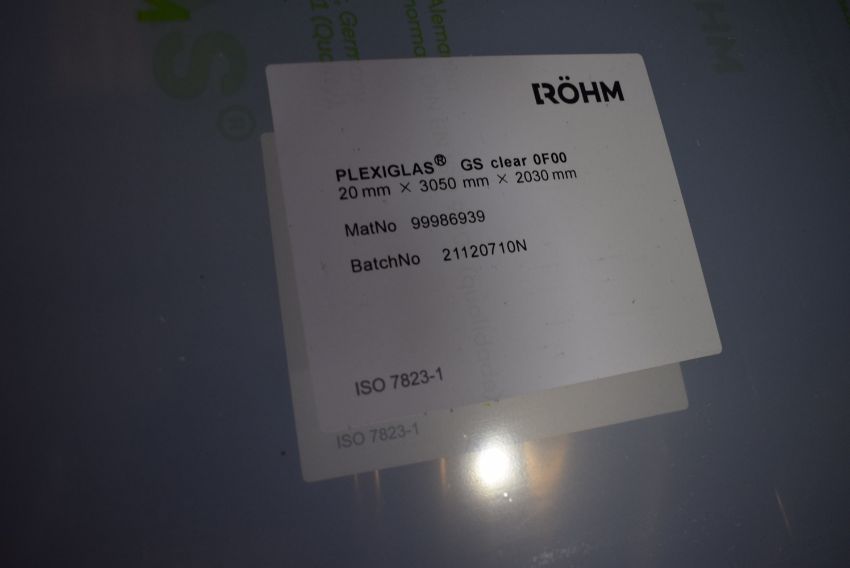 RÖHM
PLEXIGLAS® GS clear 0F00
20 mm × 3050 mm × 2030 mm
MatNo 99986939
BatchNo 21120710N
ISO 7823-1
ISO 7823-1